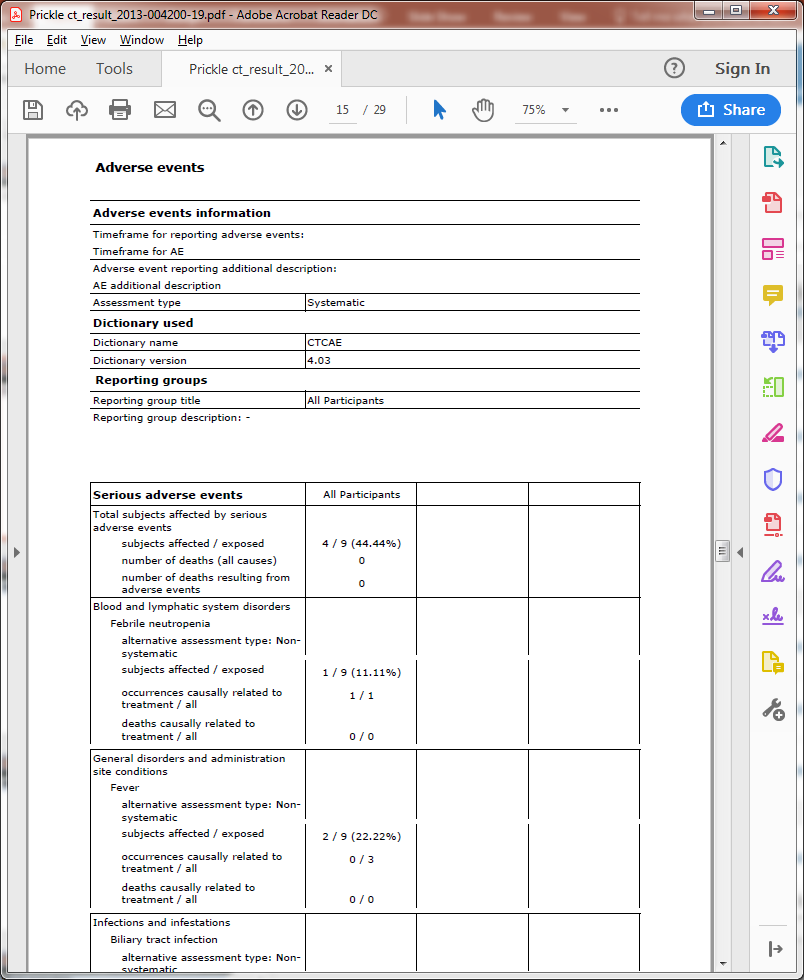 Prickle ct_result_2013-004200-19.pdf - Adobe Acrobat Reader DC
File Edit View Window Help
Home Tools Prickle ct_result_20... × ? Sign In
15 / 29 75% Share
Adverse events
Adverse events information
Timeframe for reporting adverse events:
Timeframe for AE
Adverse event reporting additional description:
AE additional description
Assessment type Systematic
Dictionary used
Dictionary name CTCAE
Dictionary version 4.03
Reporting groups
Reporting group title All Participants
Reporting group description: -
Serious adverse events All Participants
Total subjects affected by serious
adverse events
subjects affected / exposed 4 / 9 (44.44%)
number of deaths (all causes) 0
number of deaths resulting from
adverse events 0
Blood and lymphatic system disorders
Febrile neutropenia
alternative assessment type: Non-
systematic
subjects affected / exposed 1 / 9 (11.11%)
occurrences causally related to
treatment / all 1 / 1
deaths causally related to
treatment / all 0 / 0
General disorders and administration
site conditions
Fever
alternative assessment type: Non-
systematic
subjects affected / exposed 2 / 9 (22.22%)
occurrences causally related to
treatment / all 0 / 3
deaths causally related to
treatment / all 0 / 0
Infections and infestations
Biliary tract infection
alternative assessment type: Non-
systematic